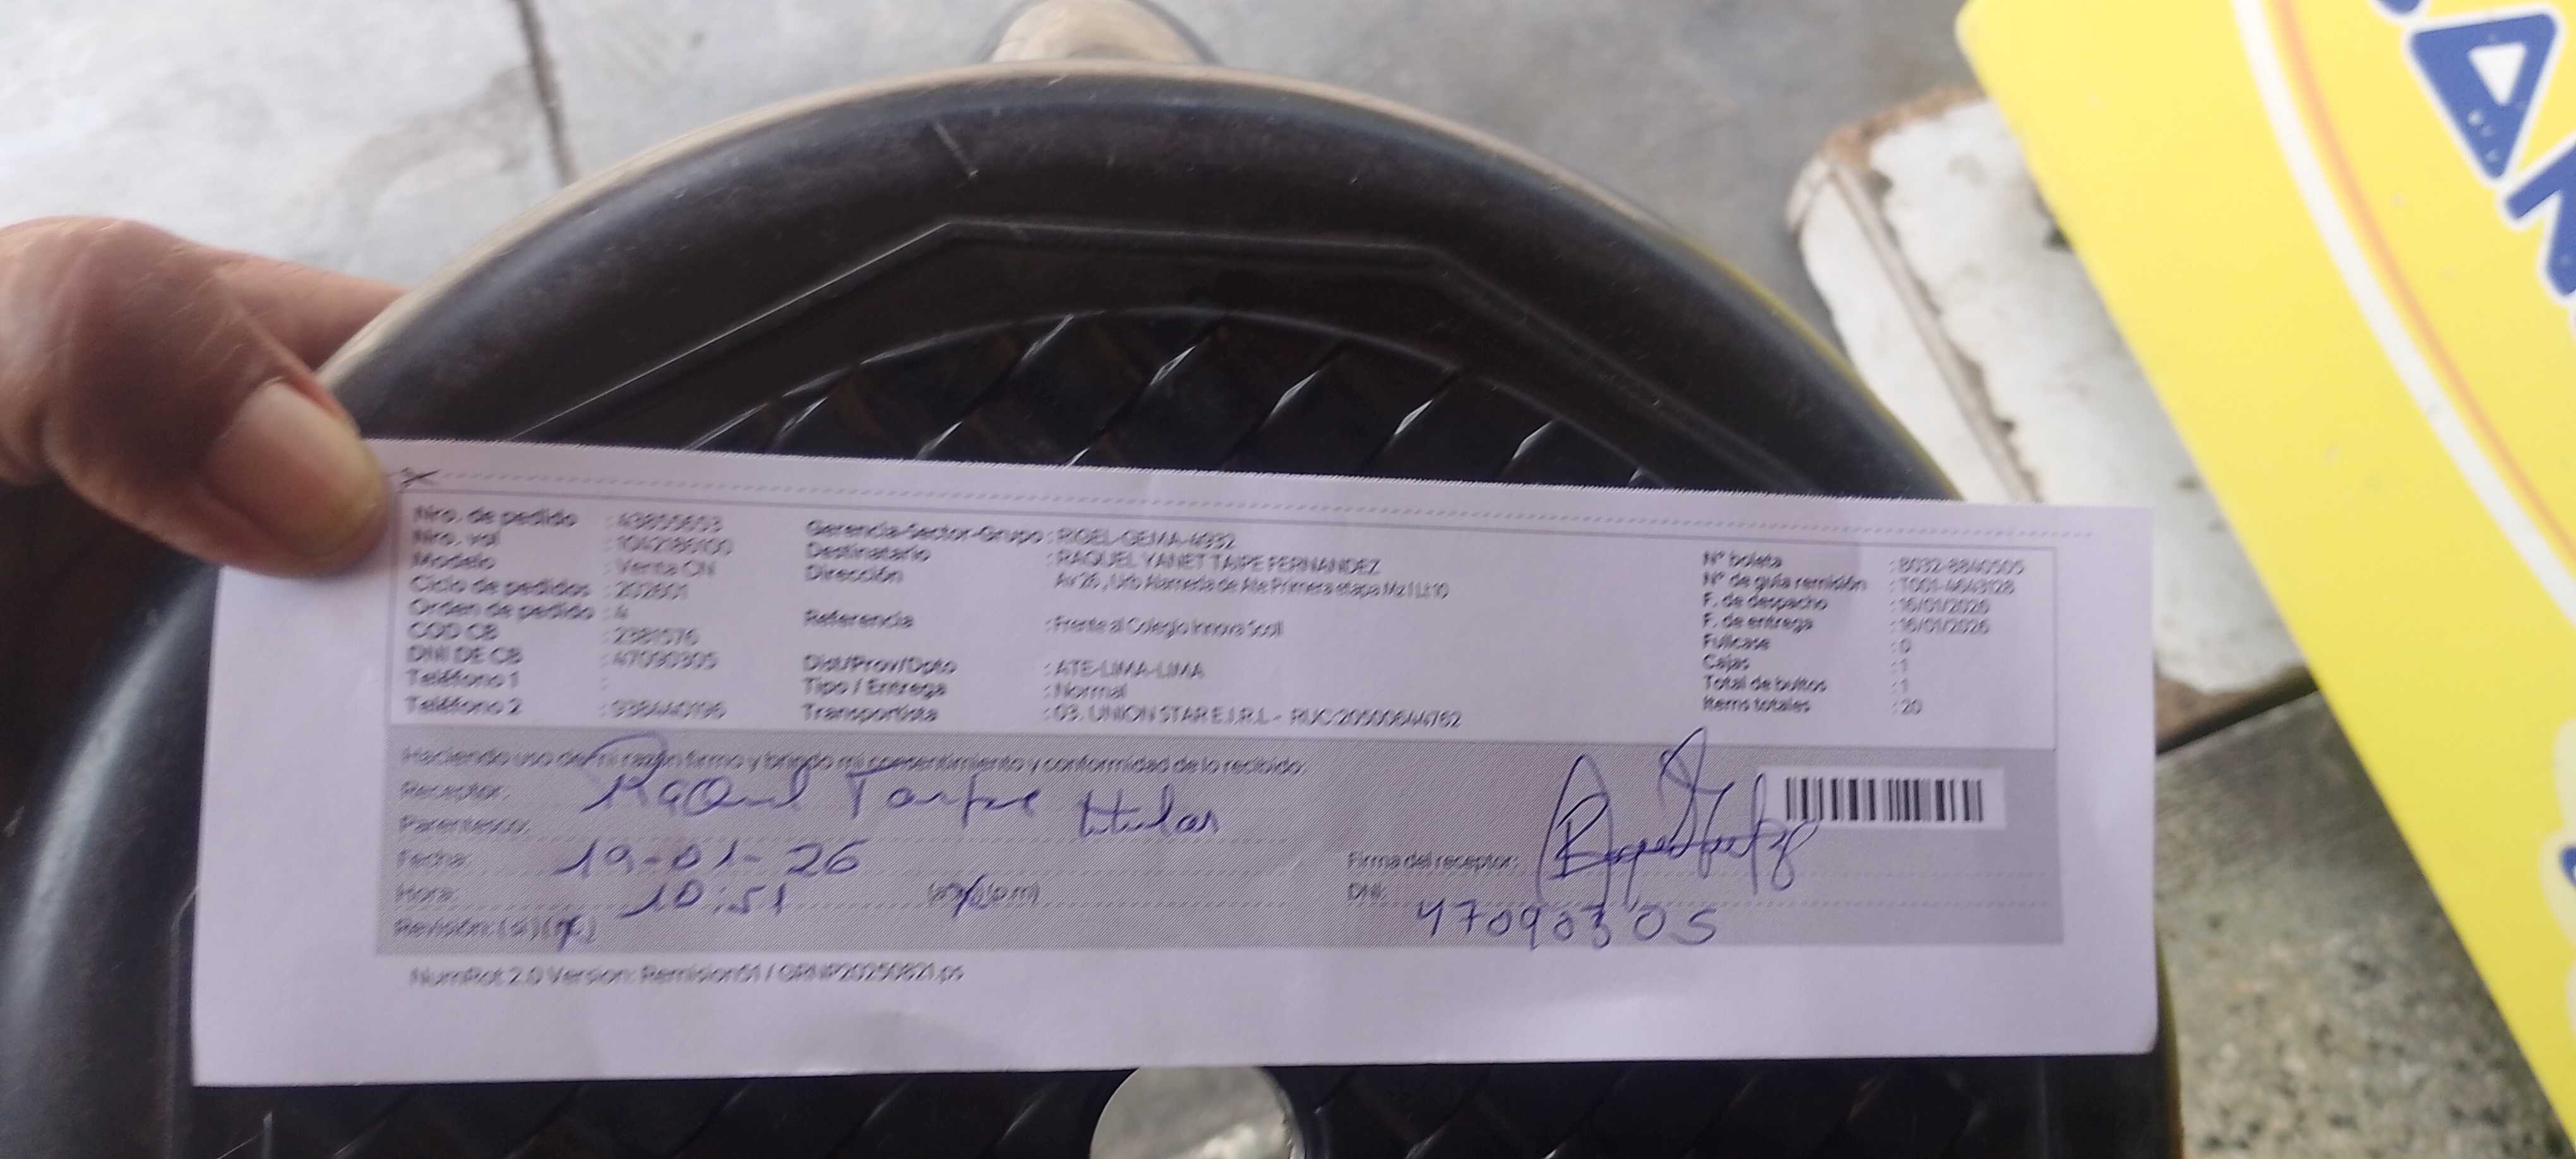 Nro. de pedido : 43855653
Nro. vol : 1042186100
Modelo : Venta CN
Ciclo de pedidos : 202601
Orden de pedido : 4
COD CB : 2381576
DNI DE CB : 47090305
Teléfono 1 :
Teléfono 2 : 938440196
Gerencia-Sector-Grupo : RIGEL-GEMA-4932
Destinatario : RAQUEL YANET TAIPE FERNANDEZ
Dirección : Av 26 , Urb Alameda de Ate Primera etapa Mz I Lt 10
Referencia : Frente al Colegio Innova Scoll
Dist/Prov/Dpto : ATE-LIMA-LIMA
Tipo / Entrega : Normal
Transportista : 03. UNION STAR E.I.R.L - RUC:20500644762
N° boleta : B032-8840505
N° de guía remisión : T001-4643128
F. de despacho : 16/01/2026
F. de entrega : 16/01/2026
Fullcase : 0
Cajas : 1
Total de bultos : 1
Items totales : 20
Haciendo uso de mi razón firmo y brindo mi consentimiento y conformidad de lo recibido:
Receptor: Raquel Taipe titular
Parentesco:
Fecha: 19-01-26
Hora: 10:51 (a.m) (p.m)
Revisión: (si) (no)
Firma del receptor:
DNI: 47090305
NumRot 2.0 Version: Remision51 / GRNP20250821.ps